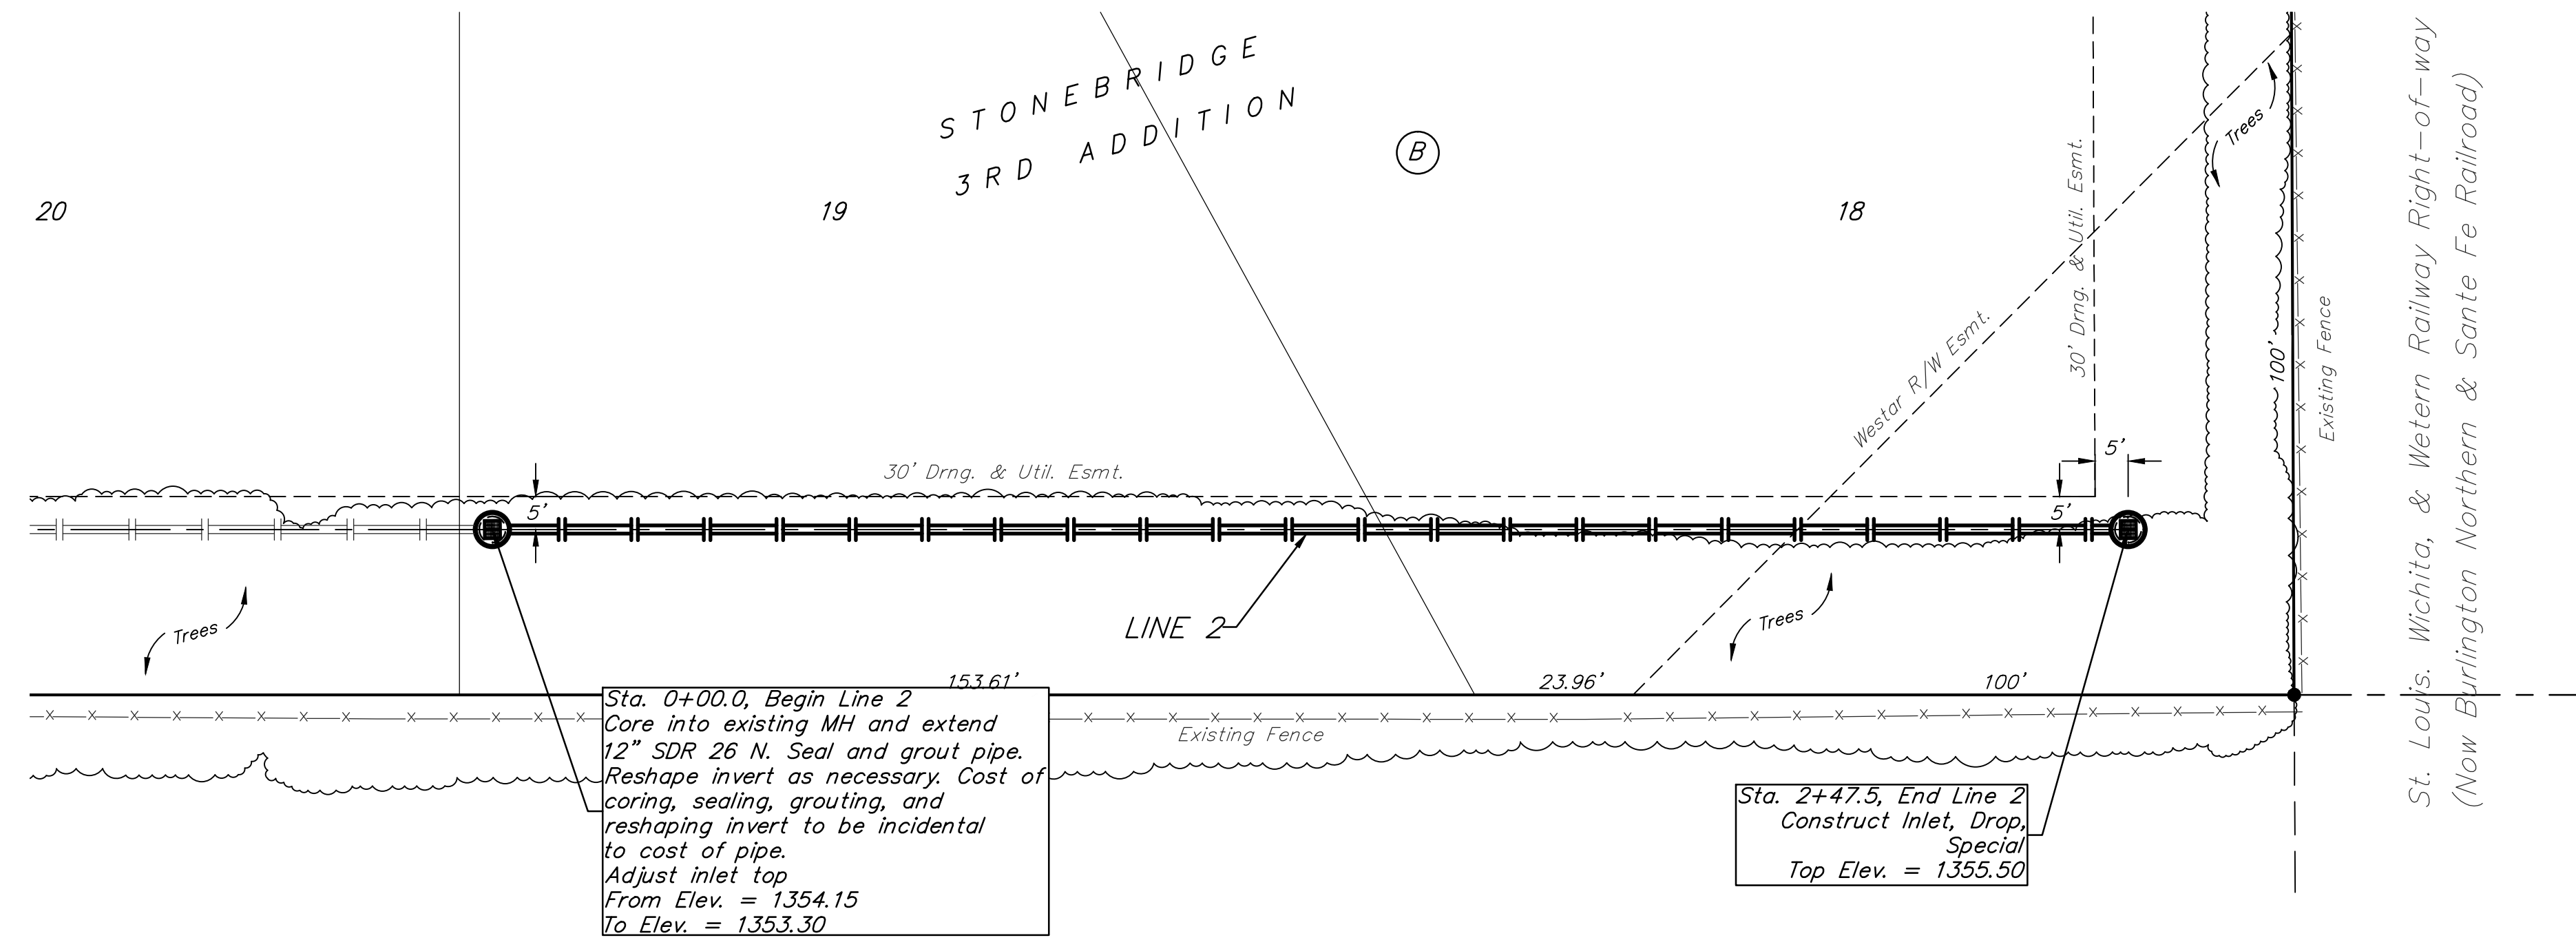 STONEBRIDGE
3RD ADDITION
B
20
19
18
30' Drng. & Util. Esmt.
Trees
Westar R/W Esmt.
100'
Existing Fence
St. Louis. Wichita, & Wetern Railway Right-of-way
(Now Burlington Northern & Sante Fe Railroad)
30' Drng. & Util. Esmt.
5'
5'
5'
Trees
LINE 2
Trees
153.61'
23.96'
100'
Existing Fence
Sta. 0+00.0, Begin Line 2
Core into existing MH and extend
12" SDR 26 N. Seal and grout pipe.
Reshape invert as necessary. Cost of
coring, sealing, grouting, and
reshaping invert to be incidental
to cost of pipe.
Adjust inlet top
From Elev. = 1354.15
To Elev. = 1353.30
Sta. 2+47.5, End Line 2
Construct Inlet, Drop,
Special
Top Elev. = 1355.50